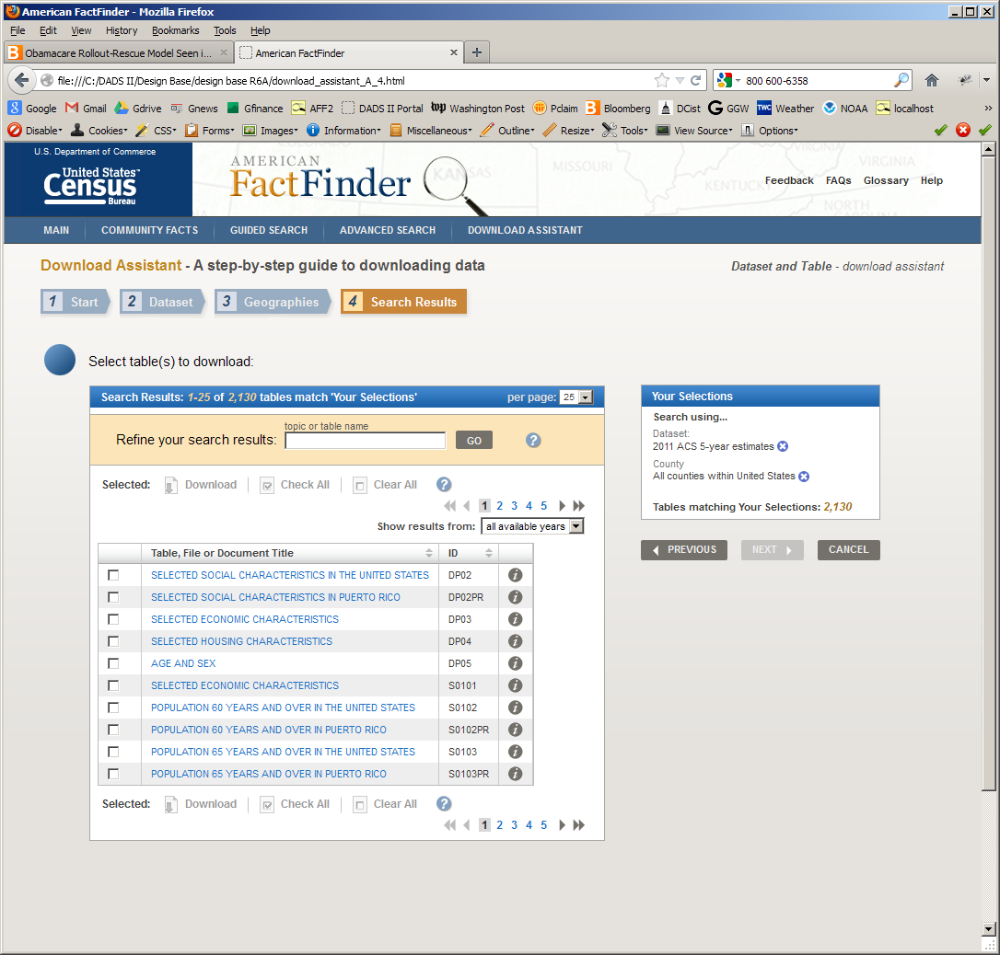 American FactFinder - Mozilla Firefox
File Edit View History Bookmarks Tools Help
Obamacare Rollout-Rescue Model Seen i... American FactFinder
file:///C:/DADS II/Design Base/design base R6A/download_assistant_A_4.html 800 600-6358
Google Gmail Gdrive Gnews Gfinance AFF2 DADS II Portal Washington Post Pclaim Bloomberg DCist GGW Weather NOAA localhost
Disable Cookies CSS Forms Images Information Miscellaneous Outline Resize Tools View Source Options
U.S. Department of Commerce
United States™
Census
Bureau
AMERICAN
FactFinder
KANSAS
MISSOURI
KENTUCKY
VIRGINIA
NORTH
Feedback FAQs Glossary Help
MAIN COMMUNITY FACTS GUIDED SEARCH ADVANCED SEARCH DOWNLOAD ASSISTANT
Download Assistant - A step-by-step guide to downloading data
Dataset and Table - download assistant
1 Start 2 Dataset 3 Geographies 4 Search Results
Select table(s) to download:
Search Results: 1-25 of 2,130 tables match 'Your Selections' per page: 25
topic or table name
Refine your search results: GO ?
Selected: Download Check All Clear All ?
1 2 3 4 5
Show results from: all available years
Table, File or Document Title ID
SELECTED SOCIAL CHARACTERISTICS IN THE UNITED STATES DP02
SELECTED SOCIAL CHARACTERISTICS IN PUERTO RICO DP02PR
SELECTED ECONOMIC CHARACTERISTICS DP03
SELECTED HOUSING CHARACTERISTICS DP04
AGE AND SEX DP05
SELECTED ECONOMIC CHARACTERISTICS S0101
POPULATION 60 YEARS AND OVER IN THE UNITED STATES S0102
POPULATION 60 YEARS AND OVER IN PUERTO RICO S0102PR
POPULATION 65 YEARS AND OVER IN THE UNITED STATES S0103
POPULATION 65 YEARS AND OVER IN PUERTO RICO S0103PR
Selected: Download Check All Clear All ?
1 2 3 4 5
Your Selections
Search using...
Dataset:
2011 ACS 5-year estimates
County
All counties within United States
Tables matching Your Selections: 2,130
PREVIOUS NEXT CANCEL